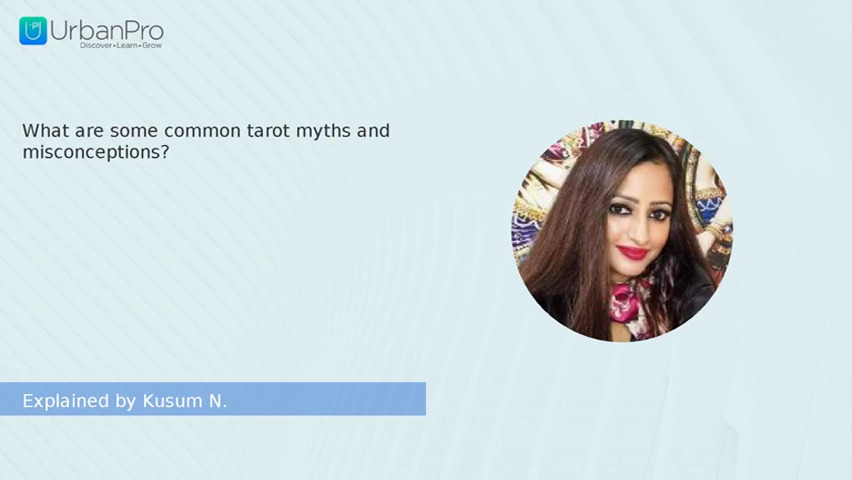 UrbanPro
Discover•Learn•Grow
What are some common tarot myths and
misconceptions?
Explained by Kusum N.